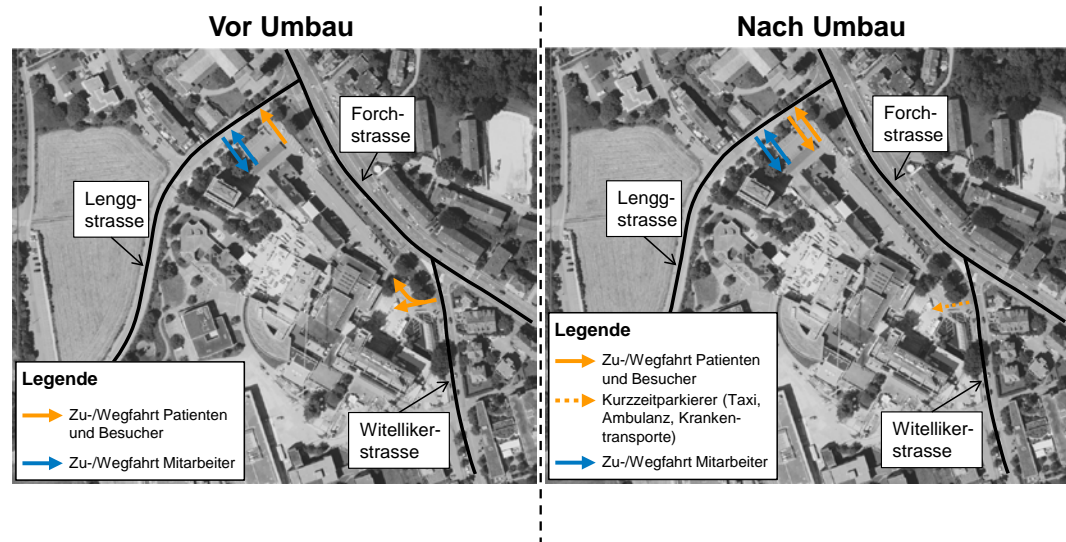 Vor Umbau
Forch-
strasse
Lengg-
strasse
Legende
Zu-/Wegfahrt Patienten
und Besucher
Zu-/Wegfahrt Mitarbeiter
Witelliker-
strasse
Nach Umbau
Forch-
strasse
Lengg-
strasse
Legende
Zu-/Wegfahrt Patienten
und Besucher
Kurzzeitparkierer (Taxi,
Ambulanz, Kranken-
transporte)
Zu-/Wegfahrt Mitarbeiter
Witelliker-
strasse